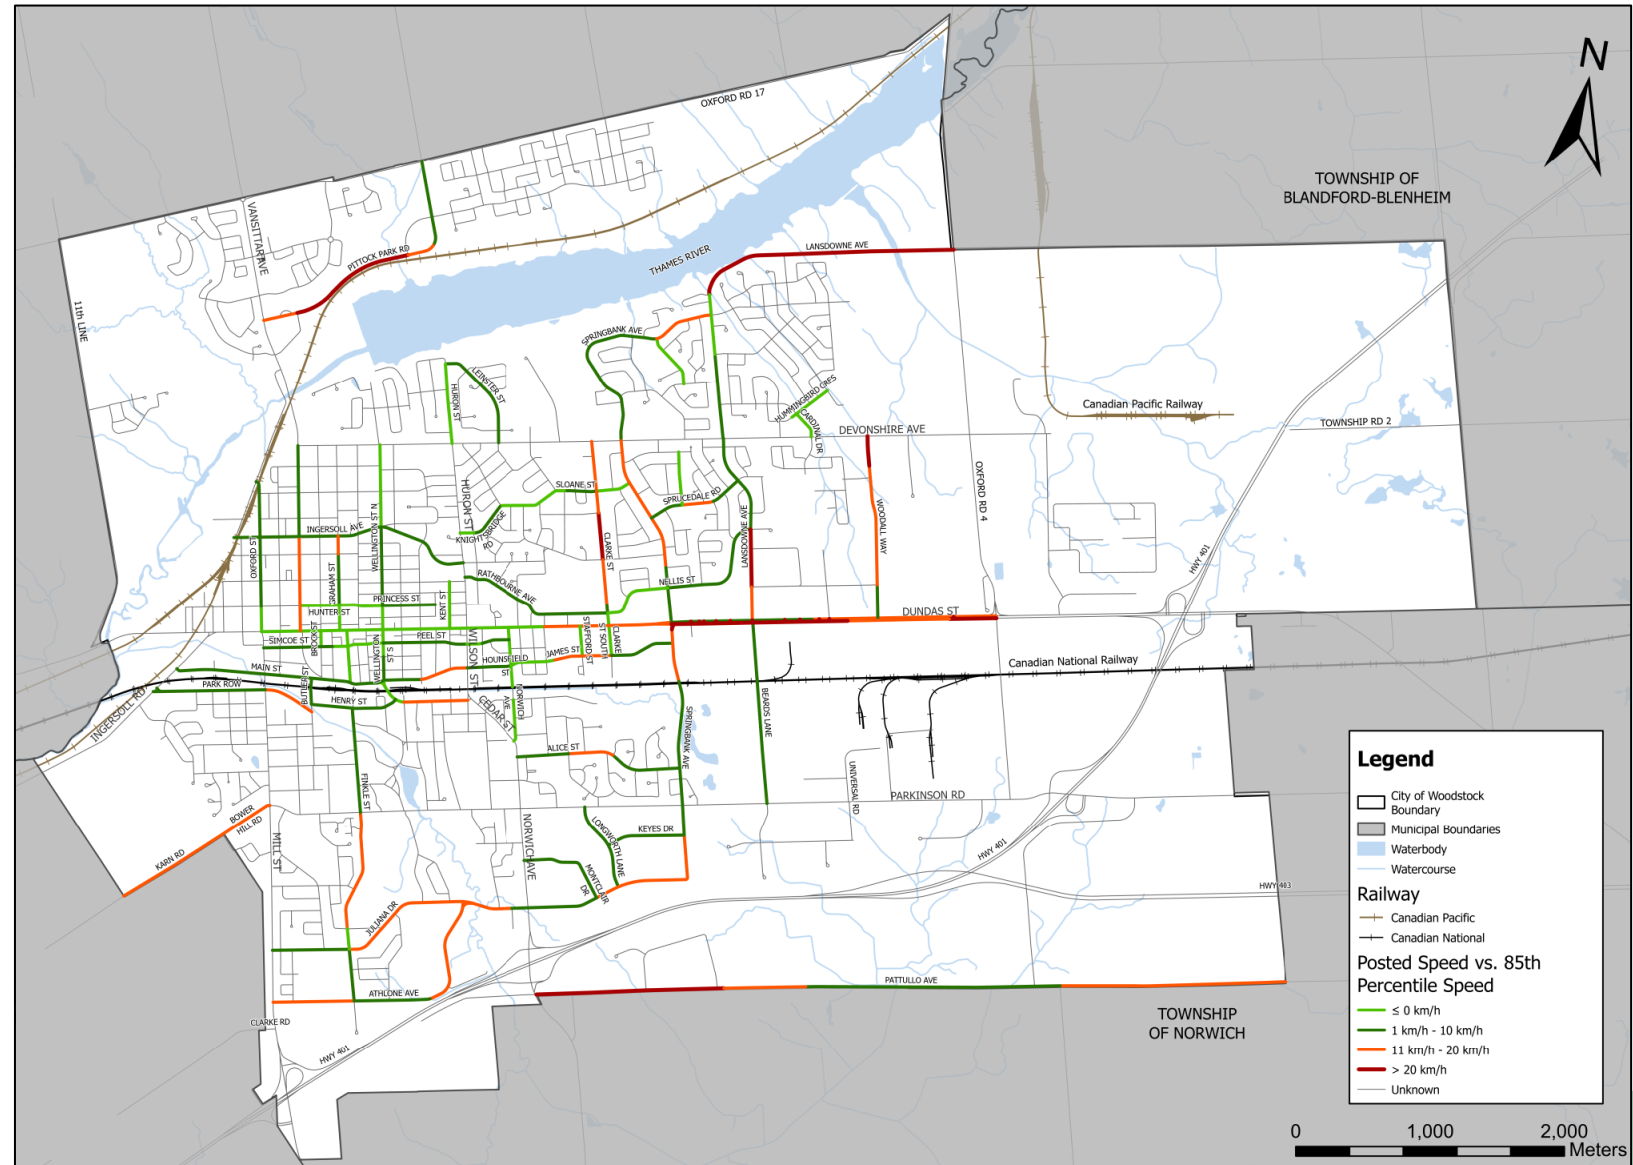 N
OXFORD RD 17
TOWNSHIP OF
BLANDFORD-BLENHEIM
VANSITTART AVE
PITTOCK PARK RD
THAMES RIVER
LANSDOWNE AVE
11th LINE
SPRINGBANK AVE
LEINSTER ST
HURON ST
HUMMINGBIRD CRES
CARDINAL DR
Canadian Pacific Railway
DEVONSHIRE AVE
TOWNSHIP RD 2
OXFORD RD 4
SLOANE ST
SPRUCEDALE RD
HURON ST
KNIGHTSBRIDGE
RD
WELLINGTON ST N
INGERSOLL AVE
OXFORD ST
GRAHAM ST
CLARKE ST
LANSDOWNE AVE
WOODALL WAY
HWY 401
NELLIS ST
RATHBOURNE AVE
KENT ST
PRINCESS ST
HUNTER ST
DUNDAS ST
SIMCOE ST
BROOK ST
WELLINGTON
ST S
PEEL ST
WILSON ST
STAFFORD ST
CLARKE
ST SOUTH
HOUNSFIELD
ST
JAMES ST
Canadian National Railway
MAIN ST
PARK ROW
BUTLER ST
HENRY ST
NORWICH
AVE
CEDAR ST
INGERSOLL RD
SPRINGBANK AVE
BEARDS LANE
ALICE ST
FINKLE ST
UNIVERSAL RD
PARKINSON RD
BOWER
HILL RD
KARN RD
MILL ST
NORWICH AVE
LONGWORTH LANE
KEYES DR
MONTCLAIR
DR
HWY 401
HWY 403
JULIANA DR
ATHLONE AVE
PATTULLO AVE
CLARKE RD
HWY 401
TOWNSHIP
OF NORWICH
Legend
City of Woodstock
Boundary
Municipal Boundaries
Waterbody
Watercourse
Railway
Canadian Pacific
Canadian National
Posted Speed vs. 85th
Percentile Speed
≤ 0 km/h
1 km/h - 10 km/h
11 km/h - 20 km/h
> 20 km/h
Unknown
0 1,000 2,000
Meters